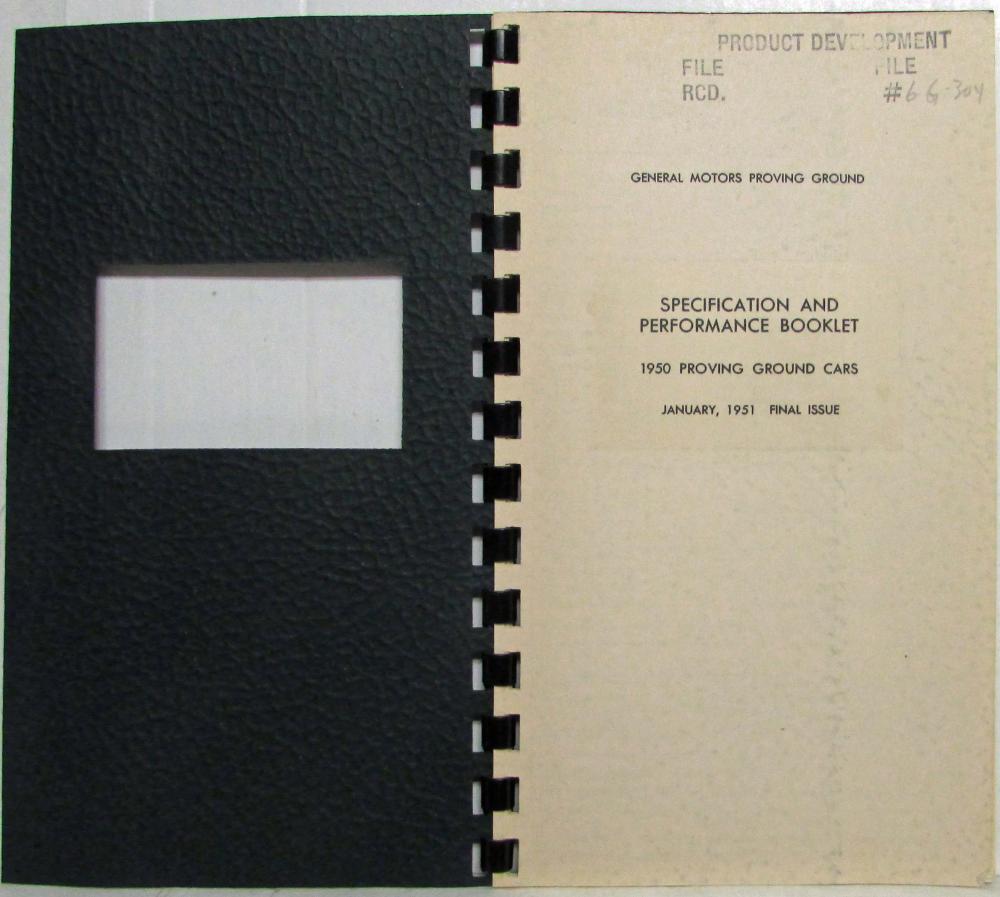 PRODUCT DEVELOPMENT
FILE FILE
RCD. #6G-304
GENERAL MOTORS PROVING GROUND
SPECIFICATION AND
PERFORMANCE BOOKLET
1950 PROVING GROUND CARS
JANUARY, 1951 FINAL ISSUE